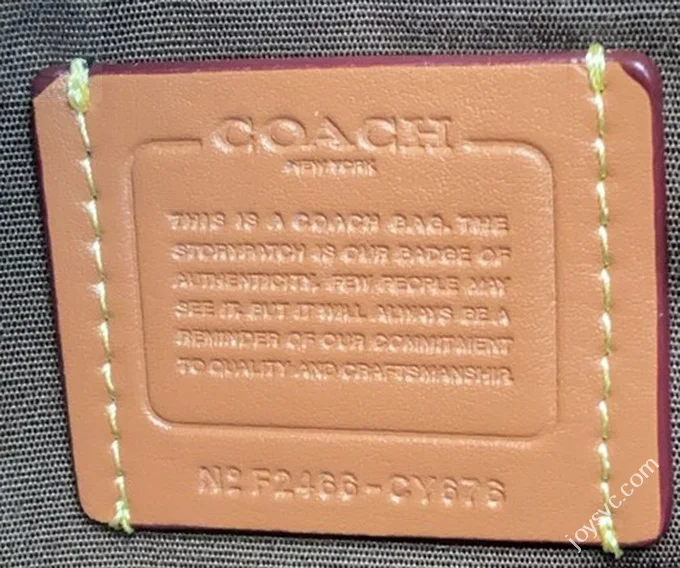 COACH
NEW YORK
THIS IS A COACH BAG. THE
STORYPATCH IS OUR BADGE OF
AUTHENTICITY. FEW PEOPLE MAY
SEE IT, BUT IT WILL ALWAYS BE A
REMINDER OF OUR COMMITMENT
TO QUALITY AND CRAFTSMANSHIP.
No F2466-CY676
joysvc.com